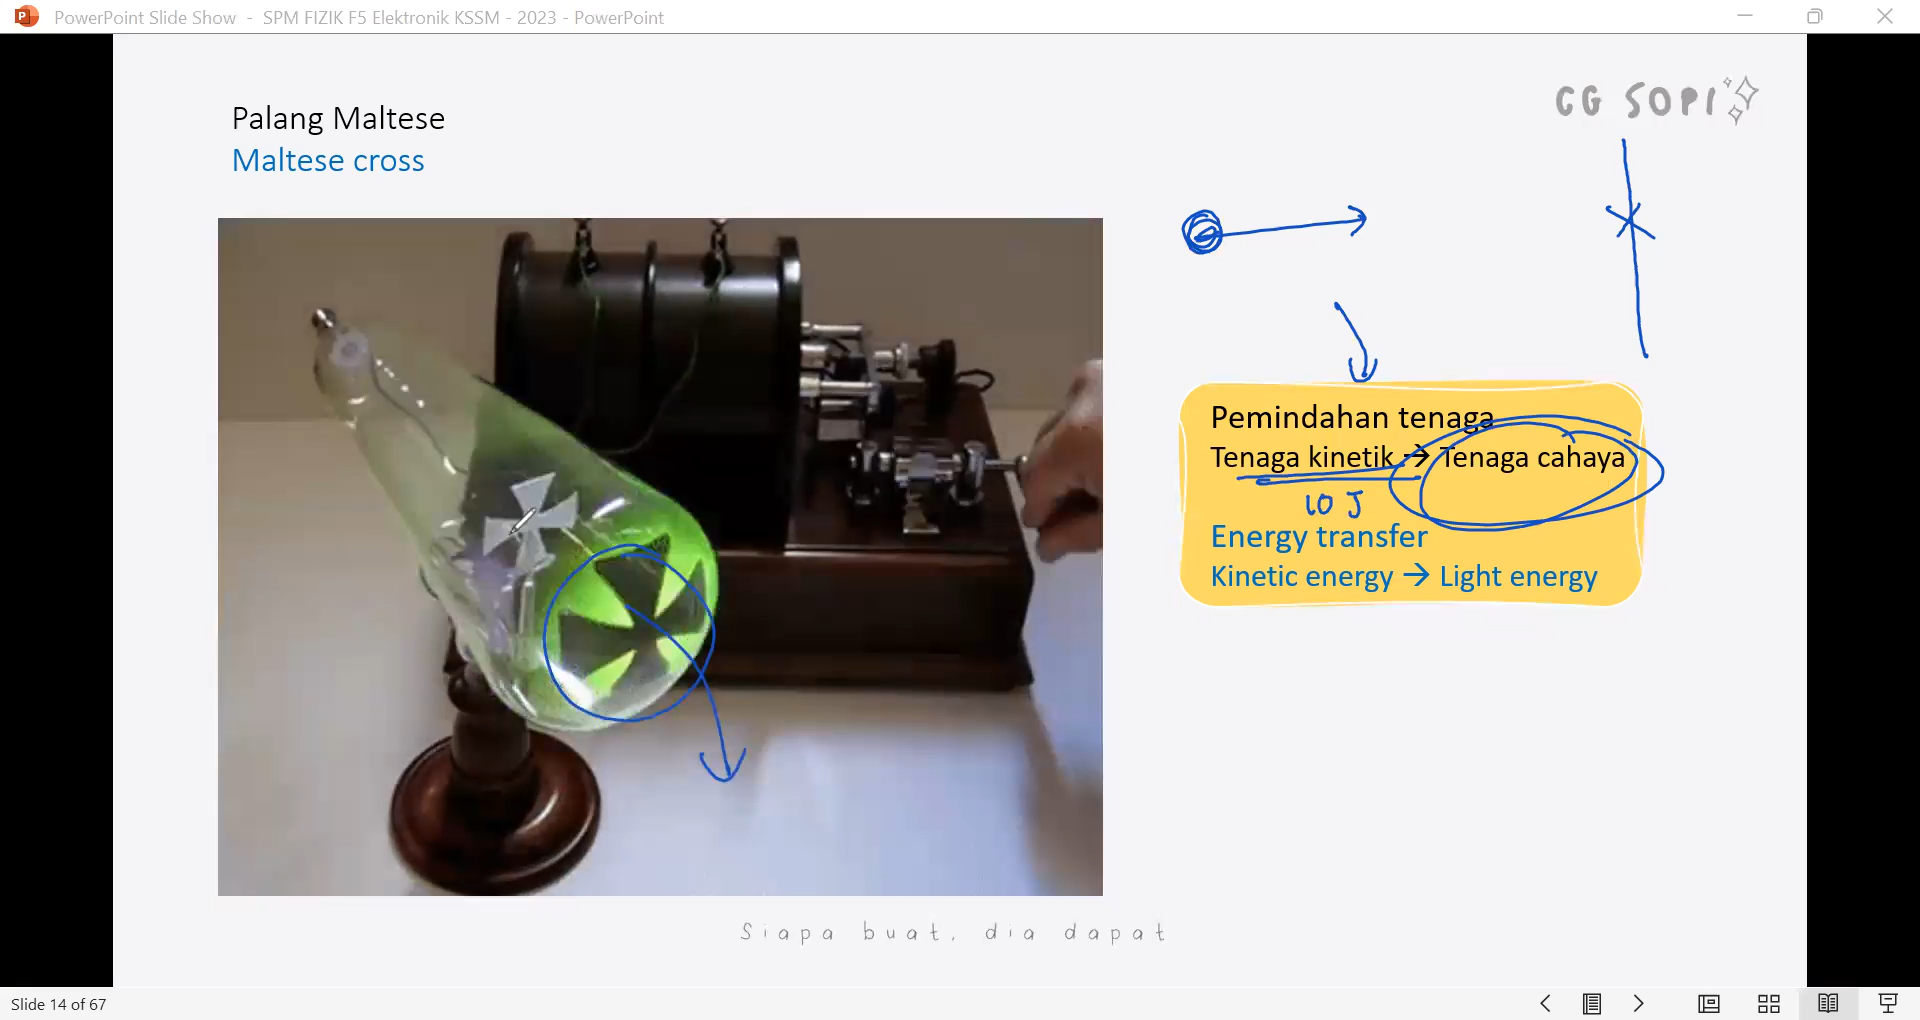 PowerPoint Slide Show - SPM FIZIK F5 Elektronik KSSM - 2023 - PowerPoint
CG SOPI
Palang Maltese
Maltese cross
Pemindahan tenaga
Tenaga kinetik → Tenaga cahaya
10 J
Energy transfer
Kinetic energy → Light energy
Siapa buat, dia dapat
Slide 14 of 67